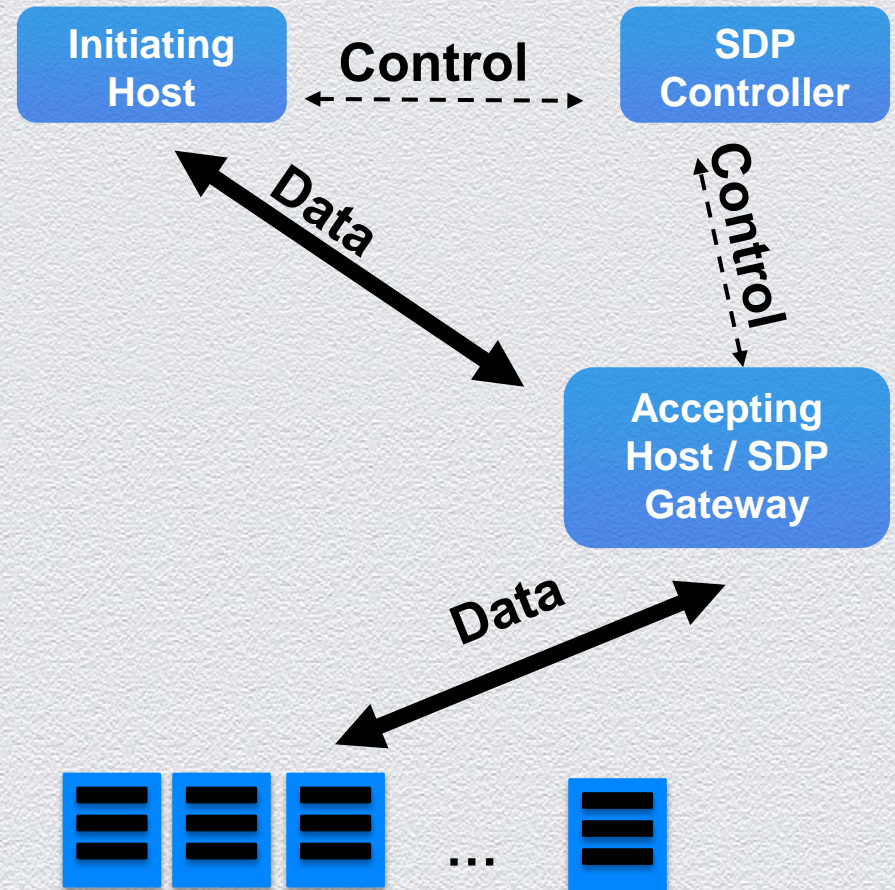 Initiating
Host
Control
SDP
Controller
Data
Control
Accepting
Host / SDP
Gateway
Data
...